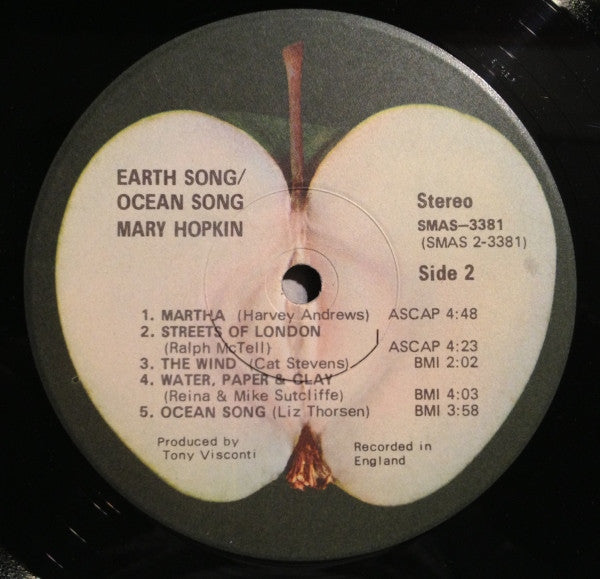 EARTH SONG/
OCEAN SONG
MARY HOPKIN
Stereo
SMAS-3381
(SMAS 2-3381)
Side 2
1. MARTHA (Harvey Andrews) ASCAP 4:48
2. STREETS OF LONDON
(Ralph McTell) ASCAP 4:23
3. THE WIND (Cat Stevens) BMI 2:02
4. WATER, PAPER & CLAY
(Reina & Mike Sutcliffe) BMI 4:03
5. OCEAN SONG (Liz Thorsen) BMI 3:58
Produced by
Tony Visconti
Recorded in
England